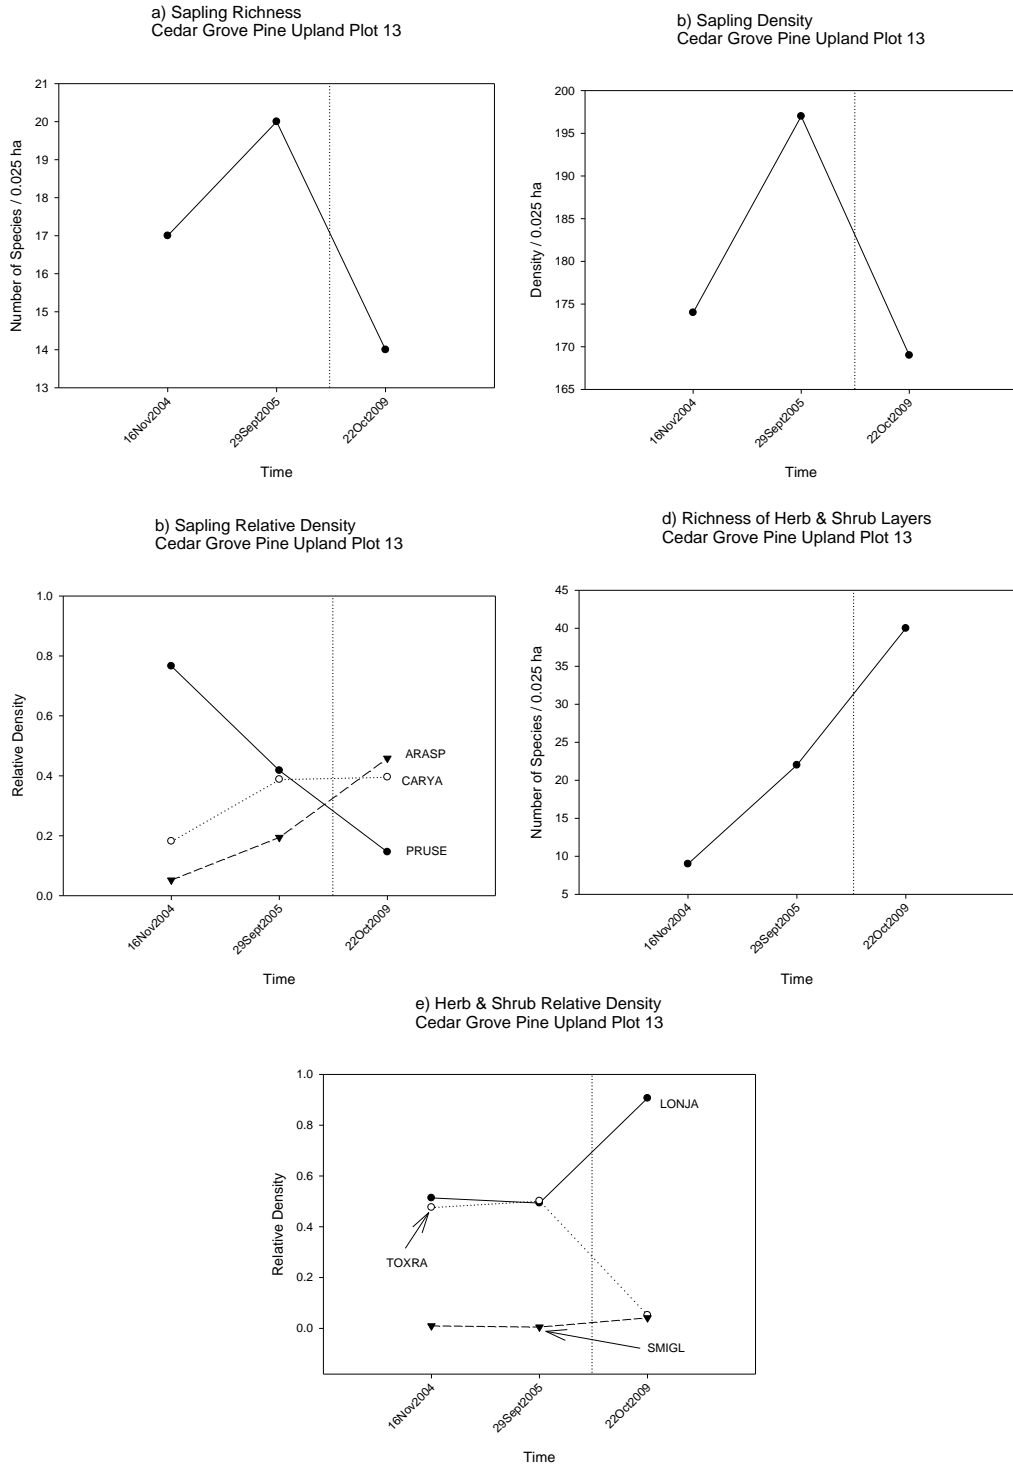 a) Sapling Richness
Cedar Grove Pine Upland Plot 13
21
20
19
18
17
16
15
14
13
Number of Species / 0.025 ha
16Nov2004
29Sept2005
22Oct2009
Time
b) Sapling Density
Cedar Grove Pine Upland Plot 13
200
195
190
185
180
175
170
165
Density / 0.025 ha
16Nov2004
29Sept2005
22Oct2009
Time
b) Sapling Relative Density
Cedar Grove Pine Upland Plot 13
1.0
0.8
0.6
0.4
0.2
0.0
Relative Density
ARASP
CARYA
PRUSE
16Nov2004
29Sept2005
22Oct2009
Time
d) Richness of Herb & Shrub Layers
Cedar Grove Pine Upland Plot 13
45
40
35
30
25
20
15
10
5
Number of Species / 0.025 ha
16Nov2004
29Sept2005
22Oct2009
Time
e) Herb & Shrub Relative Density
Cedar Grove Pine Upland Plot 13
1.0
0.8
0.6
0.4
0.2
0.0
Relative Density
LONJA
TOXRA
SMIGL
16Nov2004
29Sept2005
22Oct2009
Time